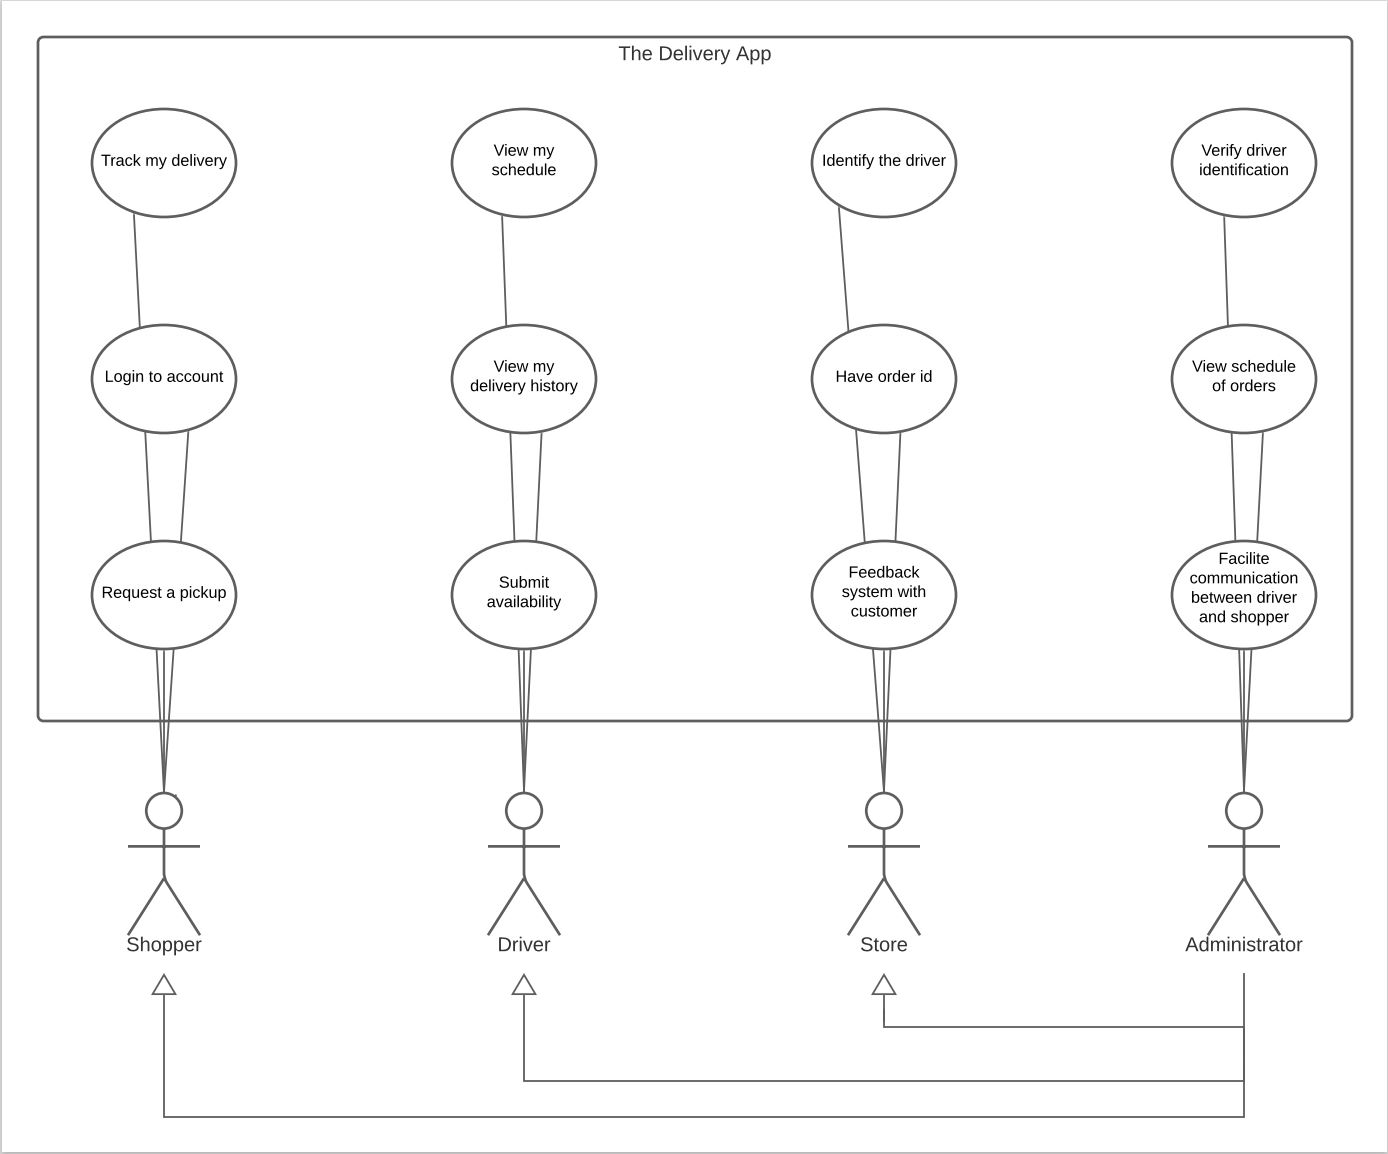 The Delivery App
Track my delivery
View my
schedule
Identify the driver
Verify driver
identification
Login to account
View my
delivery history
Have order id
View schedule
of orders
Request a pickup
Submit
availability
Feedback
system with
customer
Facilite
communication
between driver
and shopper
Shopper
Driver
Store
Administrator